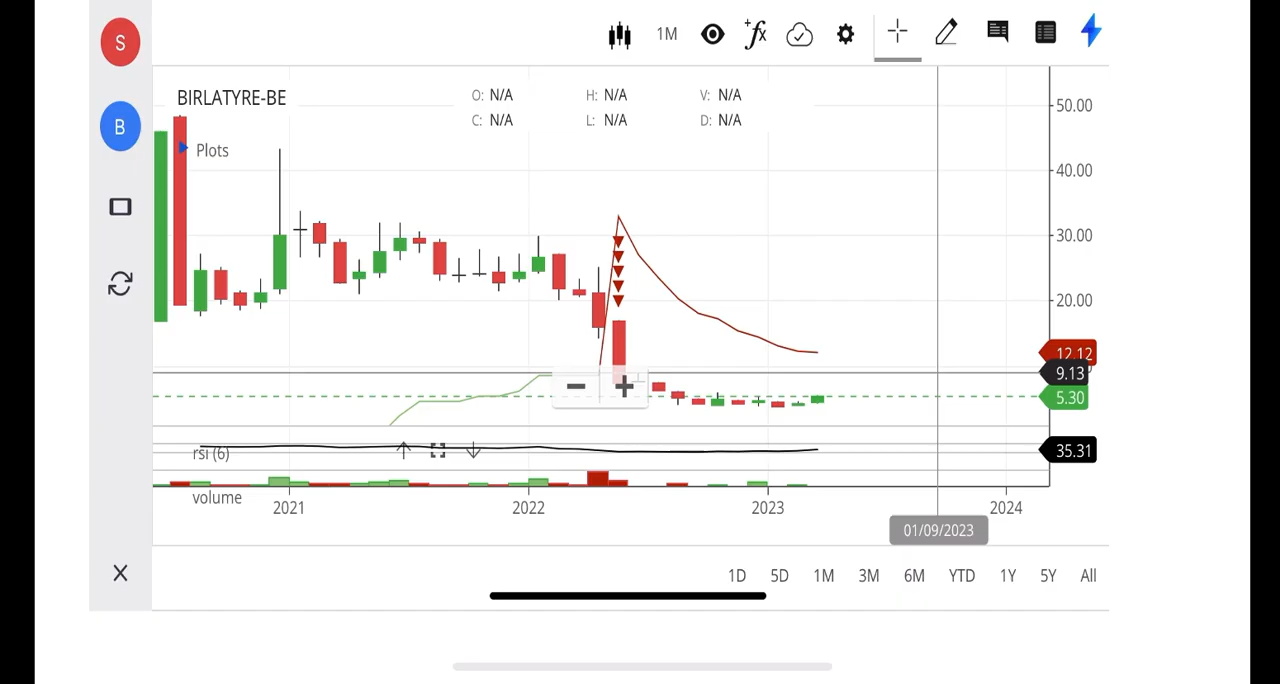 S
1M
+fx
B
BIRLATYRE-BE
O: N/A H: N/A V: N/A
C: N/A L: N/A D: N/A
Plots
50.00
40.00
30.00
20.00
12.12
9.13
5.30
35.31
rsi (6)
volume
2021 2022 2023 2024
01/09/2023
1D 5D 1M 3M 6M YTD 1Y 5Y All